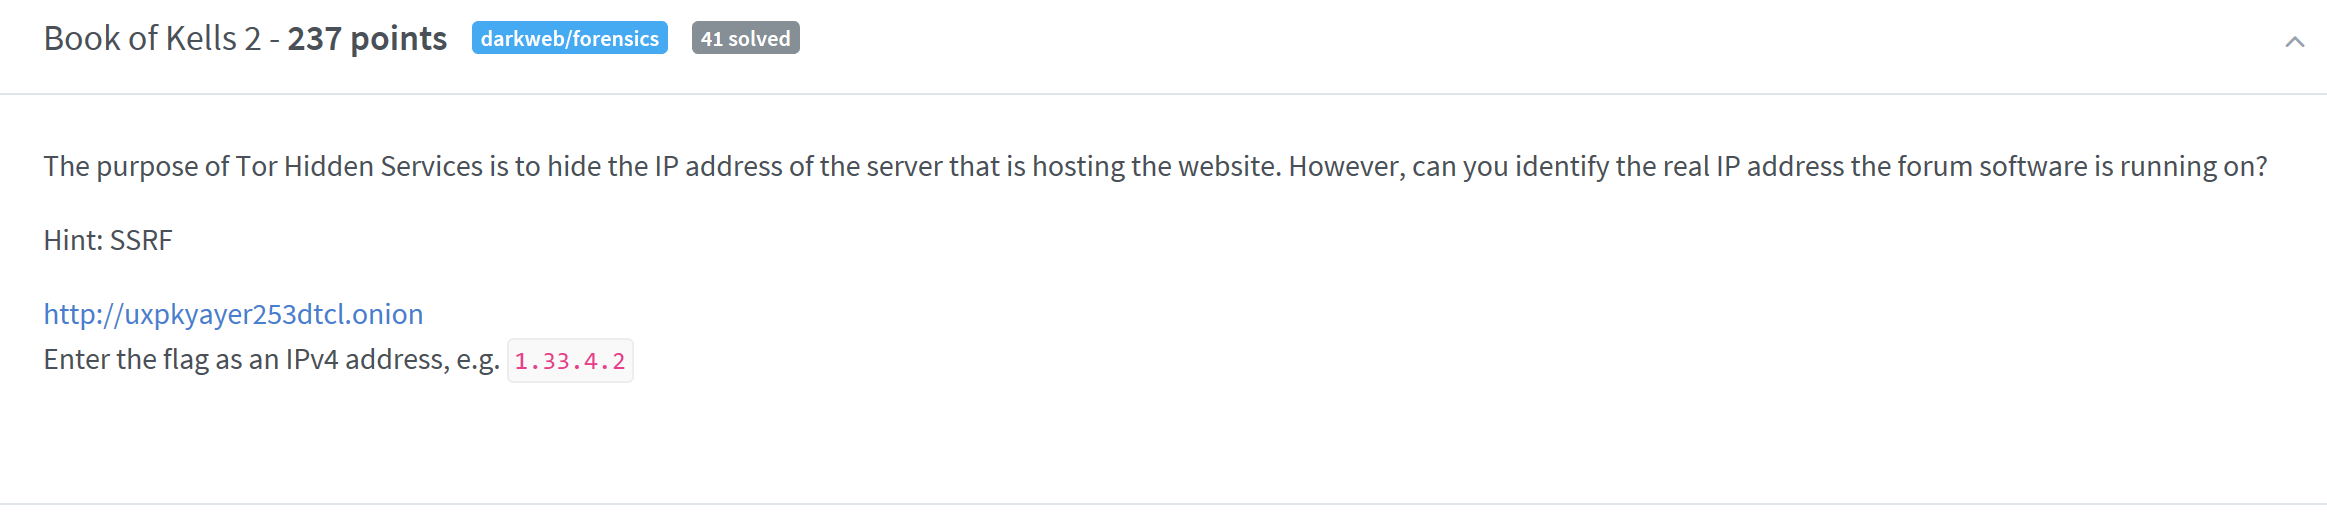 Book of Kells 2 - 237 points darkweb/forensics 41 solved
The purpose of Tor Hidden Services is to hide the IP address of the server that is hosting the website. However, can you identify the real IP address the forum software is running on?
Hint: SSRF
http://uxpkyayer253dtcl.onion
Enter the flag as an IPv4 address, e.g. 1.33.4.2